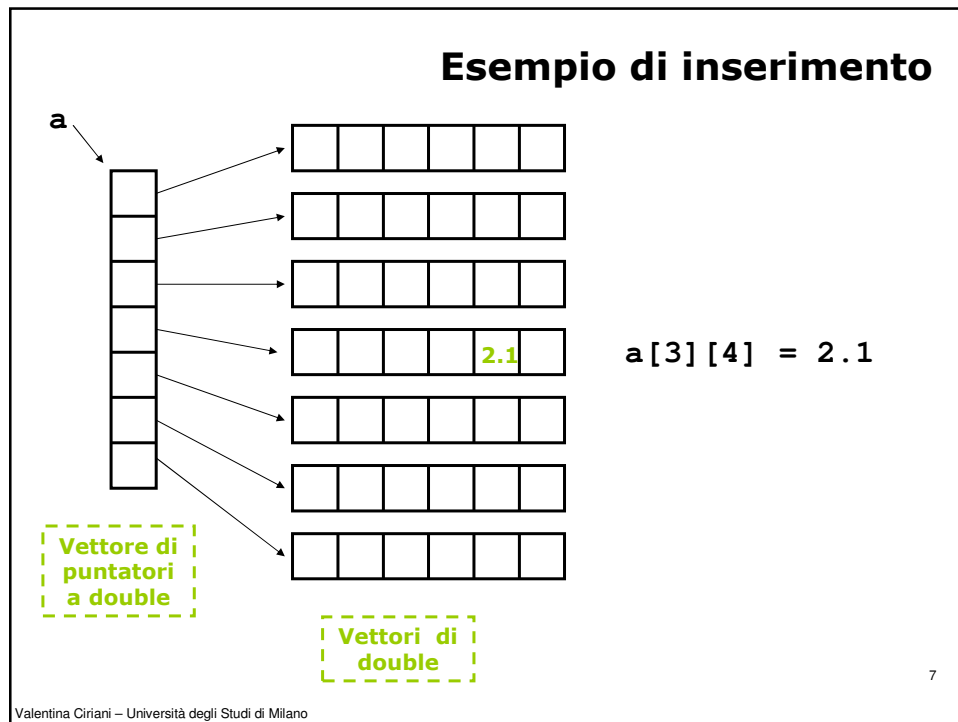 Esempio di inserimento
a
2.1
a[3][4] = 2.1
Vettore di
puntatori
a double
Vettori di
double
7
Valentina Ciriani – Università degli Studi di Milano